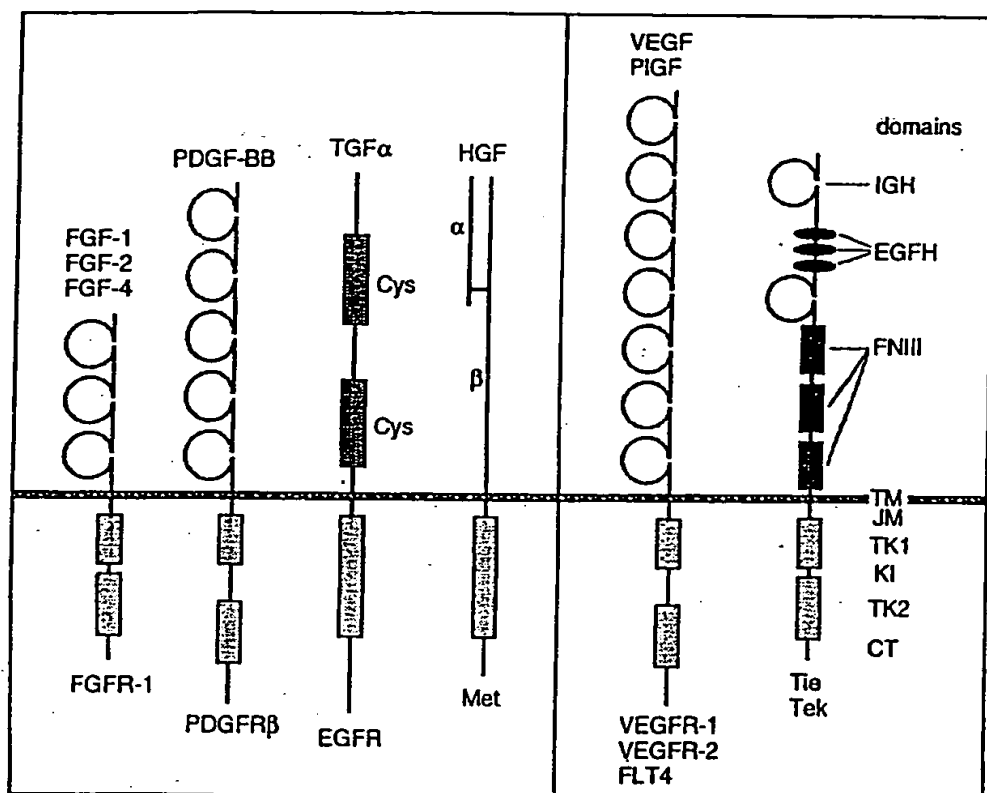 FGF-1
FGF-2
FGF-4
FGFR-1
PDGF-BB
PDGFRβ
TGFα
Cys
Cys
EGFR
HGF
α
β
Met
VEGF
PIGF
VEGFR-1
VEGFR-2
FLT4
Tie
Tek
domains
IGH
EGFH
FNIII
TM
JM
TK1
KI
TK2
CT